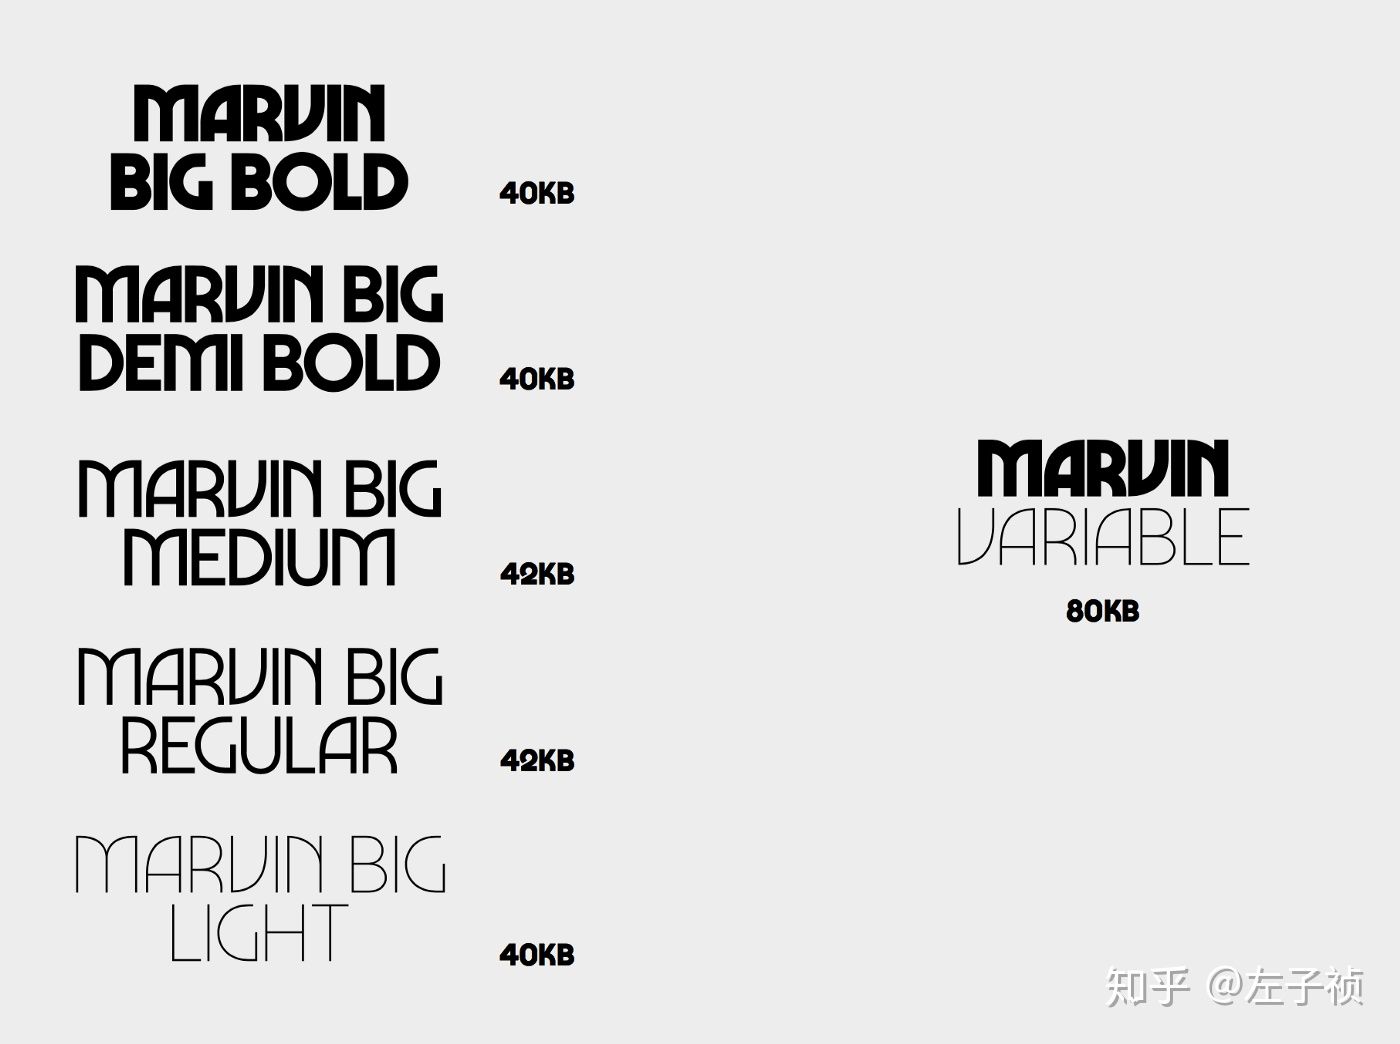 MARVIN
BIG BOLD
40KB
MARVIN BIG
DEMI BOLD
40KB
MARVIN BIG
MEDIUM
42KB
MARVIN BIG
REGULAR
42KB
MARVIN BIG
LIGHT
40KB
MARVIN
VARIABLE
80KB
知乎 @左子祯